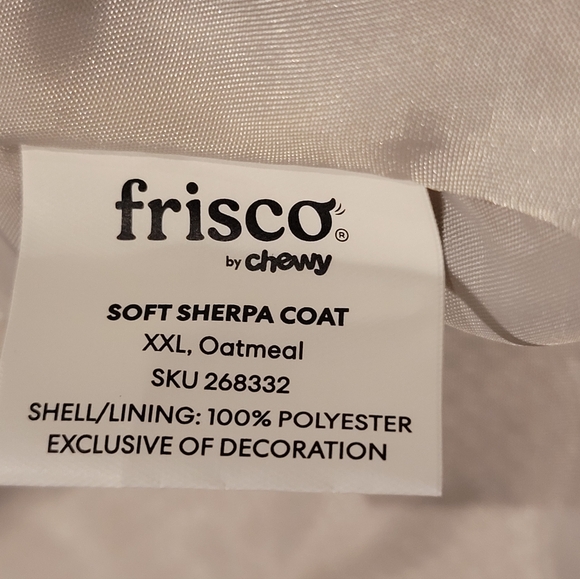 frisco®
by chewy
SOFT SHERPA COAT
XXL, Oatmeal
SKU 268332
SHELL/LINING: 100% POLYESTER
EXCLUSIVE OF DECORATION